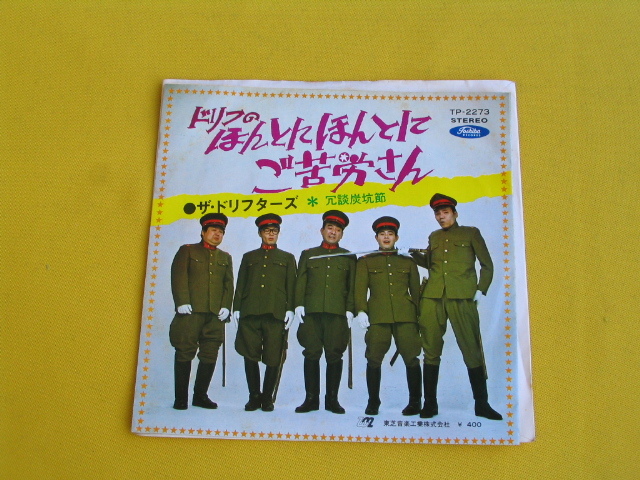 ドリフの
ほんとにほんとに
ご苦労さん
TP-2273
STEREO
Toshiba
RECORDS
●ザ・ドリフターズ * 冗談炭坑節
東芝音楽工業株式会社 ¥ 400